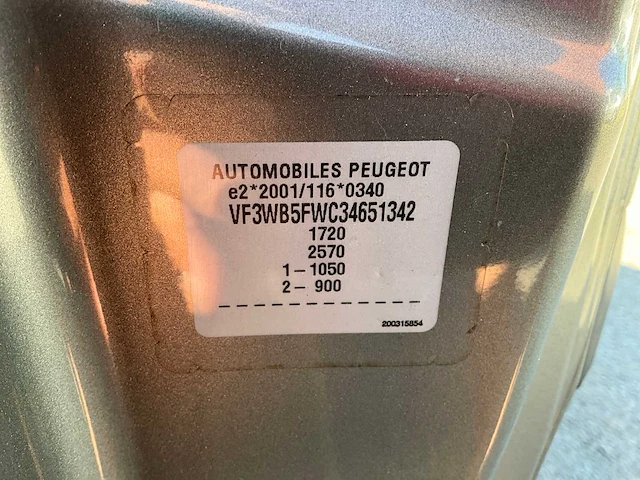 AUTOMOBILES PEUGEOT
e2*2001/116*0340
VF3WB5FWC34651342
1720
2570
1- 1050
2- 900
200315854